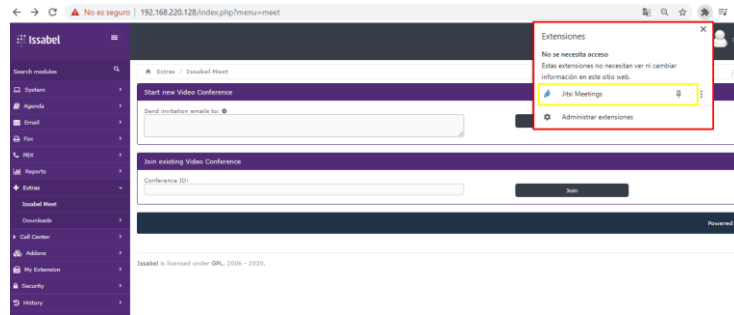 No es seguro | 192.168.220.128/index.php?menu=meet
Issabel
Search modules
System
Agenda
Email
Fax
PBX
Reports
Extras
Issabel Meet
Downloads
Call Center
Addons
My Extension
Security
History
Extras / Issabel Meet
Start new Video Conference
Send invitation emails to:
Join existing Video Conference
Conference ID:
Join
Powered
Issabel is licensed under GPL. 2006 - 2020.
Extensiones
No se necesita acceso
Estas extensiones no necesitan ver ni cambiar
información en este sitio web.
Jitsi Meetings
Administrar extensiones